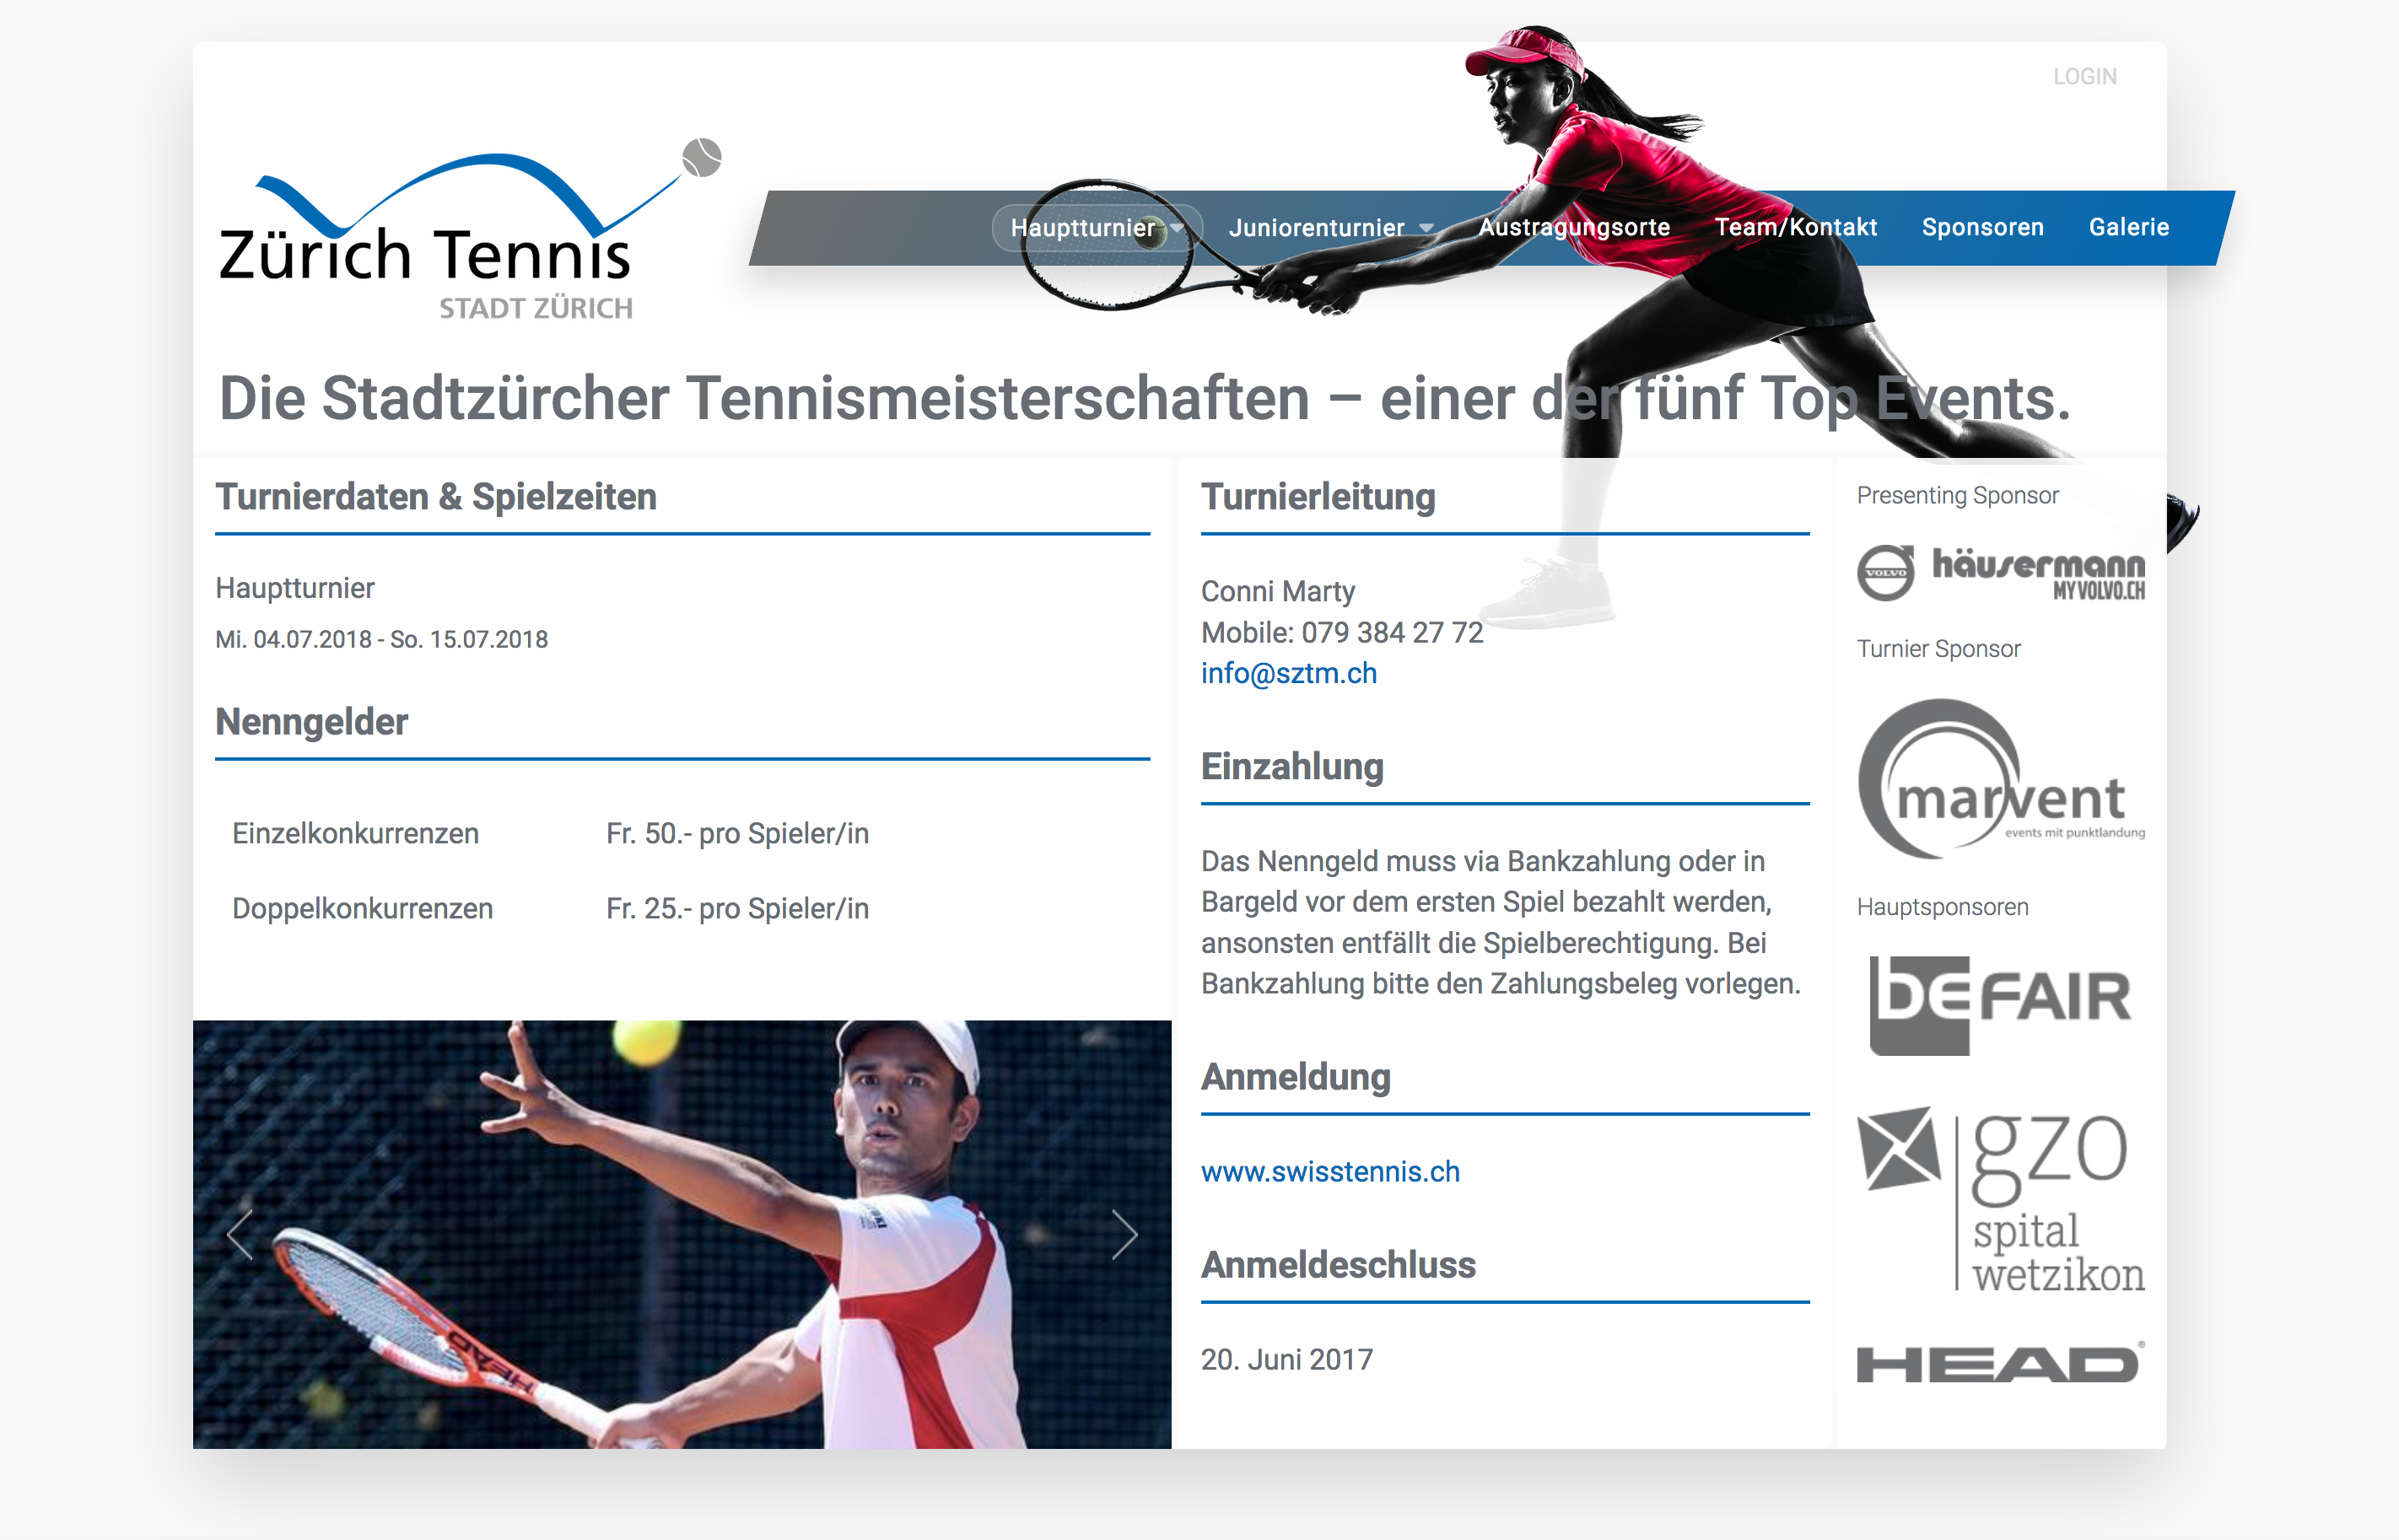 LOGIN
Zürich Tennis
STADT ZÜRICH
Hauptturnier
Juniorenturnier
Austragungsorte
Team/Kontakt
Sponsoren
Galerie
Die Stadtzürcher Tennismeisterschaften – einer der fünf Top Events.
Turnierdaten & Spielzeiten
Hauptturnier
Mi. 04.07.2018 - So. 15.07.2018
Nenngelder
Einzelkonkurrenzen Fr. 50.- pro Spieler/in
Doppelkonkurrenzen Fr. 25.- pro Spieler/in
HEAD
Turnierleitung
Conni Marty
Mobile: 079 384 27 72
info@sztm.ch
Einzahlung
Das Nenngeld muss via Bankzahlung oder in
Bargeld vor dem ersten Spiel bezahlt werden,
ansonsten entfällt die Spielberechtigung. Bei
Bankzahlung bitte den Zahlungsbeleg vorlegen.
Anmeldung
www.swisstennis.ch
Anmeldeschluss
20. Juni 2017
Presenting Sponsor
VOLVO
häusermann
MYVOLVO.CH
Turnier Sponsor
marvent
events mit punktlandung
Hauptsponsoren
DEFAIR
gzo
spital
wetzikon
HEAD®